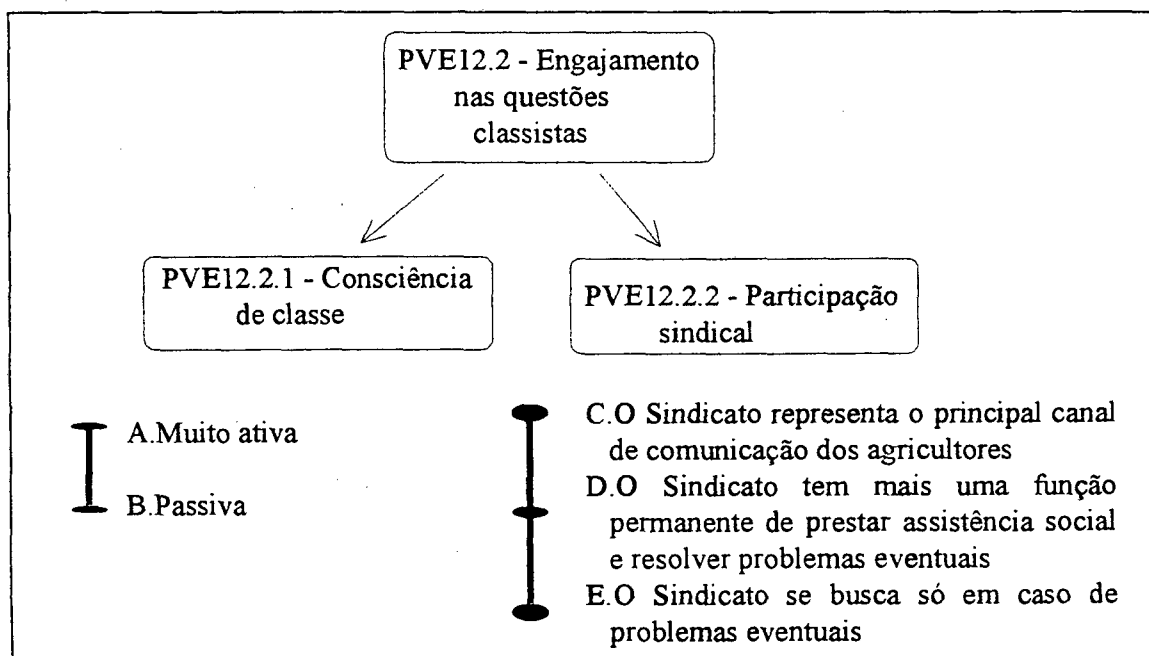 PVE12.2 - Engajamento
nas questões
classistas
PVE12.2.1 - Consciência
de classe
PVE12.2.2 - Participação
sindical
A.Muito ativa
B.Passiva
C.O Sindicato representa o principal canal
de comunicação dos agricultores
D.O Sindicato tem mais uma função
permanente de prestar assistência social
e resolver problemas eventuais
E.O Sindicato se busca só em caso de
problemas eventuais